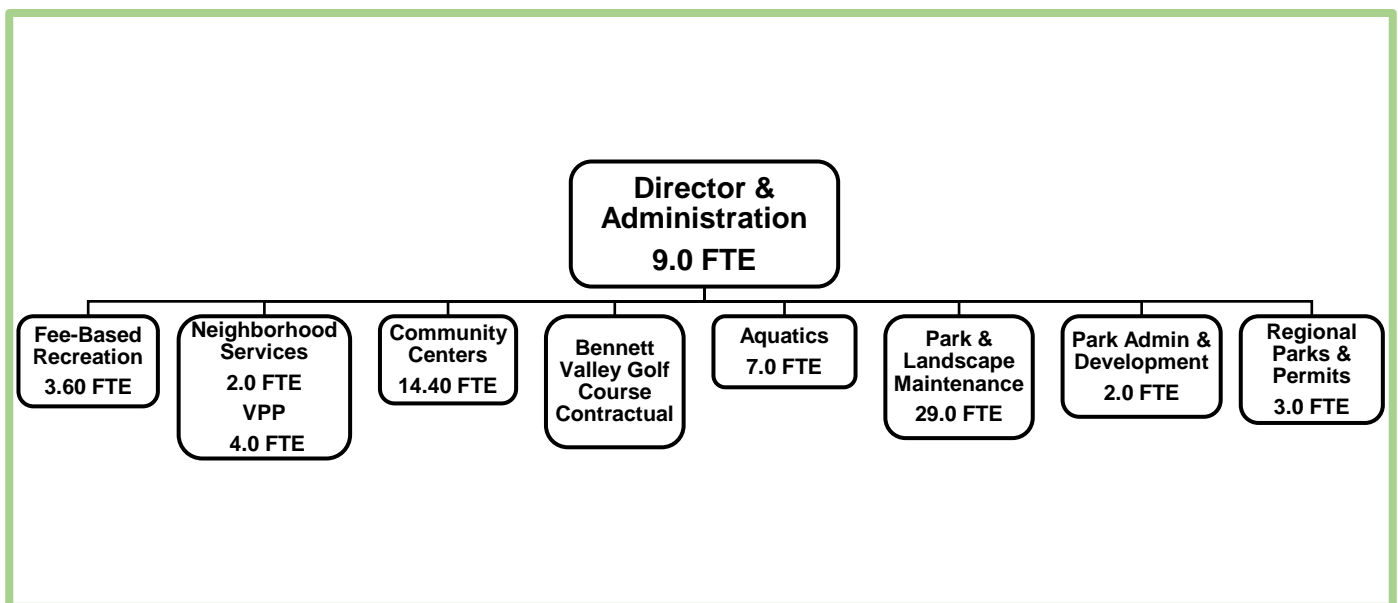 Director &
Administration
9.0 FTE
Fee-Based
Recreation
3.60 FTE
Neighborhood
Services
2.0 FTE
VPP
4.0 FTE
Community
Centers
14.40 FTE
Bennett
Valley Golf
Course
Contractual
Aquatics
7.0 FTE
Park &
Landscape
Maintenance
29.0 FTE
Park Admin &
Development
2.0 FTE
Regional
Parks &
Permits
3.0 FTE